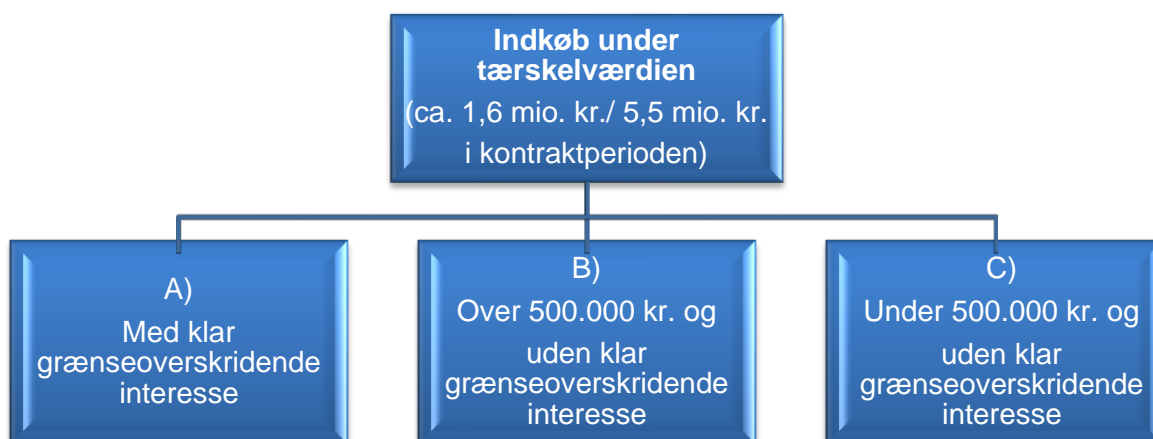 Indkøb under
tærskelværdien
(ca. 1,6 mio. kr./ 5,5 mio. kr.
i kontraktperioden)
A)
Med klar
grænseoverskridende
interesse
B)
Over 500.000 kr. og
uden klar
grænseoverskridende
interesse
C)
Under 500.000 kr. og
uden klar
grænseoverskridende
interesse